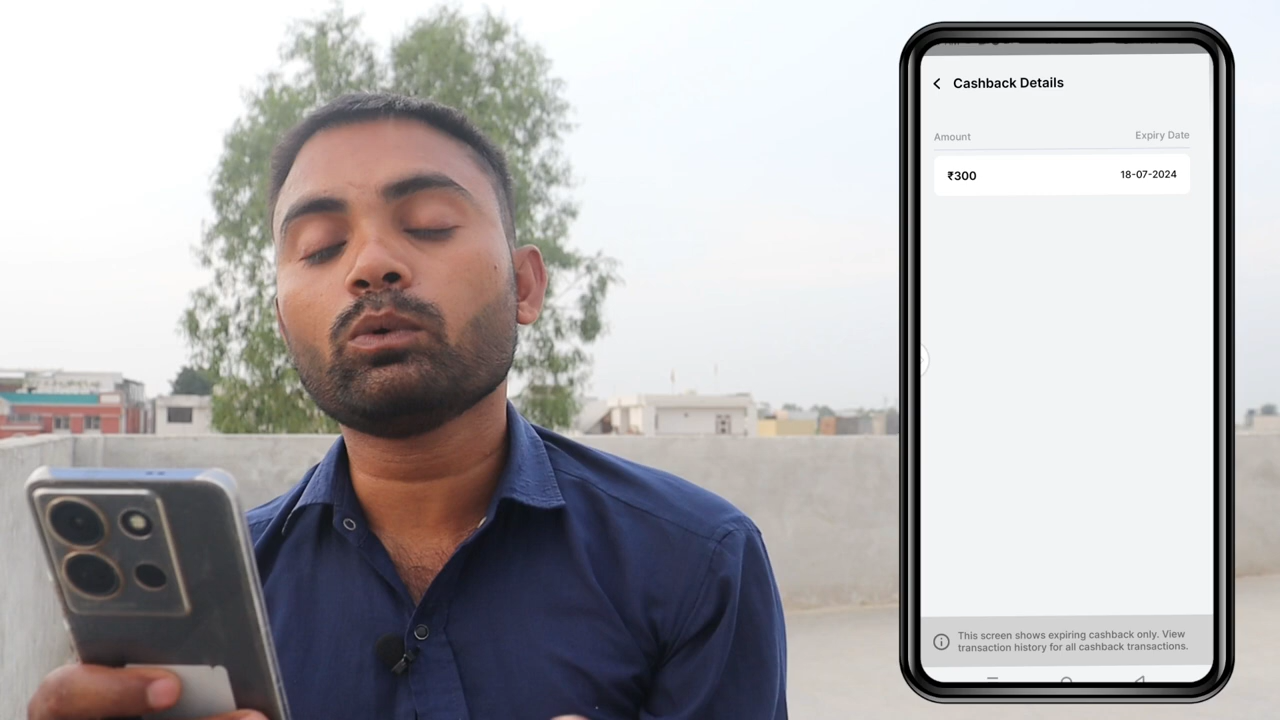 Cashback Details
Amount Expiry Date
₹300 18-07-2024
This screen shows expiring cashback only. View
transaction history for all cashback transactions.